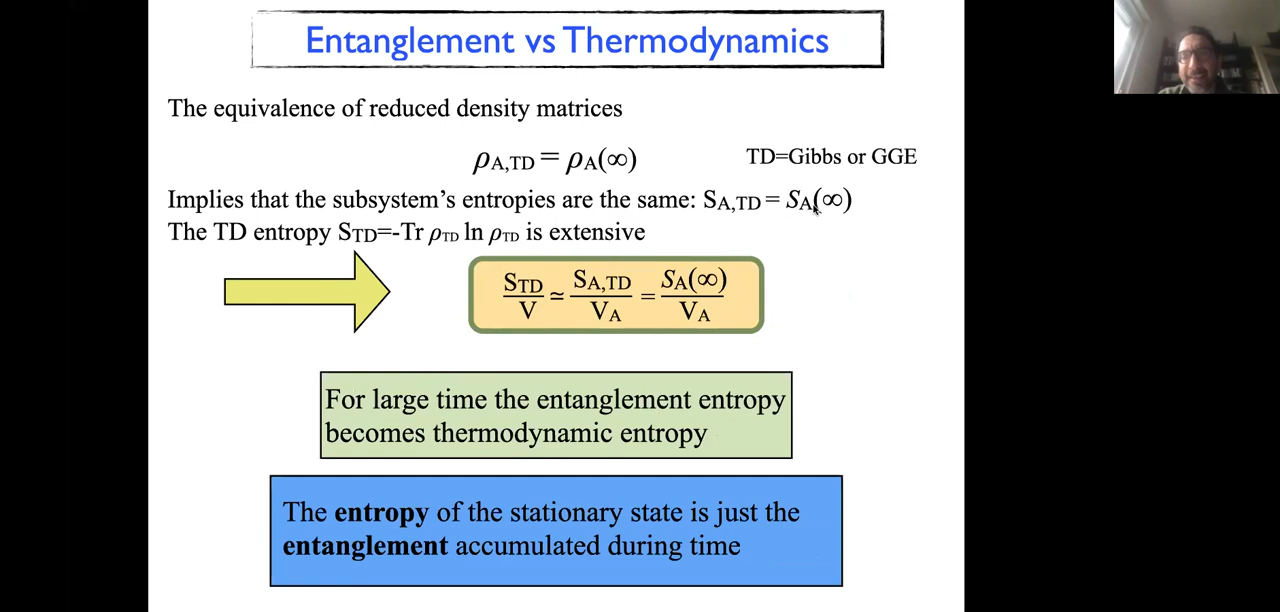 Entanglement vs Thermodynamics
The equivalence of reduced density matrices
ρA,TD = ρA(∞)
TD=Gibbs or GGE
Implies that the subsystem's entropies are the same: SA,TD = SA(∞)
The TD entropy STD=-Tr ρTD ln ρTD is extensive
STD/V ≃ SA,TD/VA = SA(∞)/VA
For large time the entanglement entropy
becomes thermodynamic entropy
The entropy of the stationary state is just the
entanglement accumulated during time